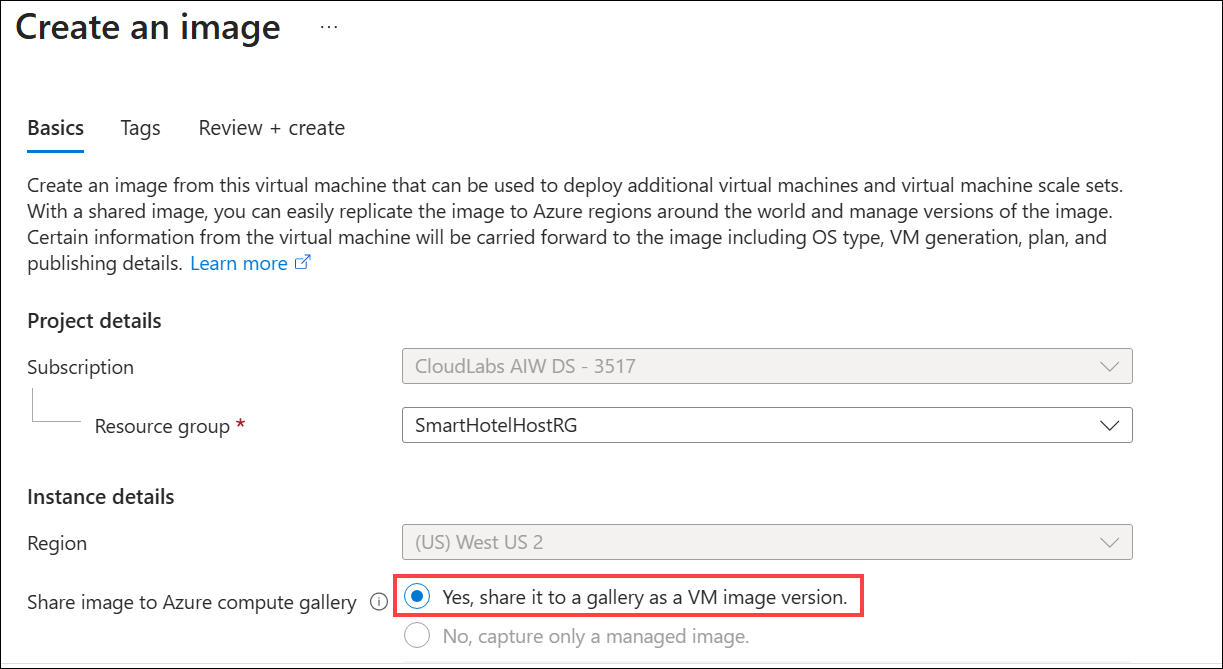 Create an image ...
Basics Tags Review + create
Create an image from this virtual machine that can be used to deploy additional virtual machines and virtual machine scale sets.
With a shared image, you can easily replicate the image to Azure regions around the world and manage versions of the image.
Certain information from the virtual machine will be carried forward to the image including OS type, VM generation, plan, and
publishing details. Learn more
Project details
Subscription CloudLabs AIW DS - 3517
Resource group * SmartHotelHostRG
Instance details
Region (US) West US 2
Share image to Azure compute gallery Yes, share it to a gallery as a VM image version.
No, capture only a managed image.